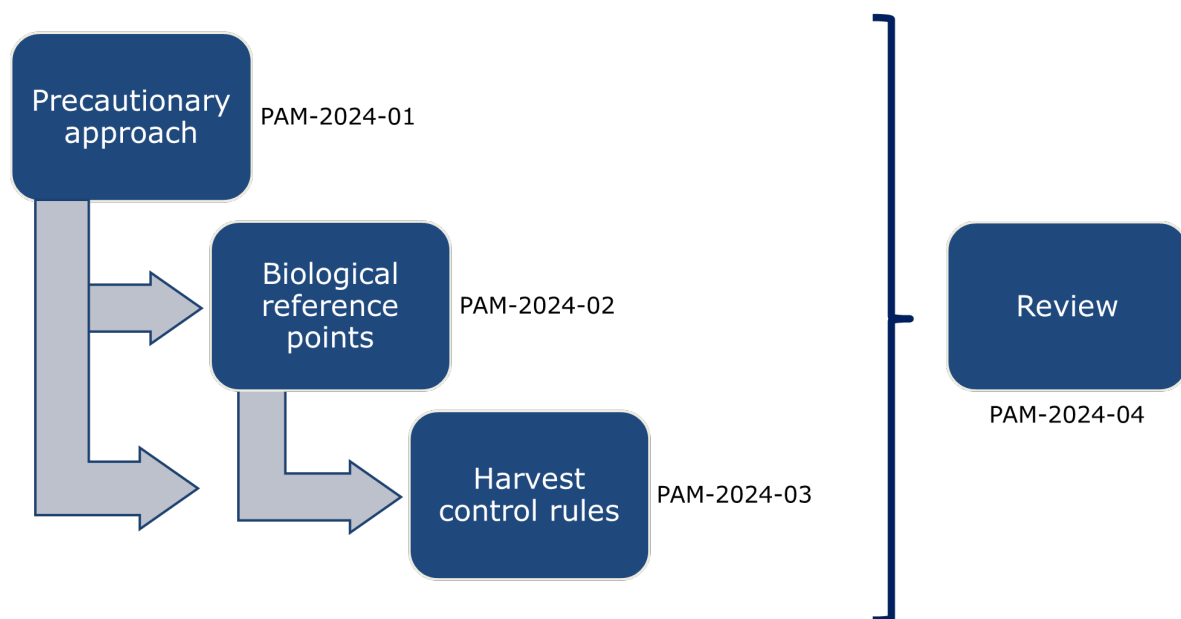 Precautionary
approach
PAM-2024-01
Biological
reference
points
PAM-2024-02
Harvest
control rules
PAM-2024-03
Review
PAM-2024-04